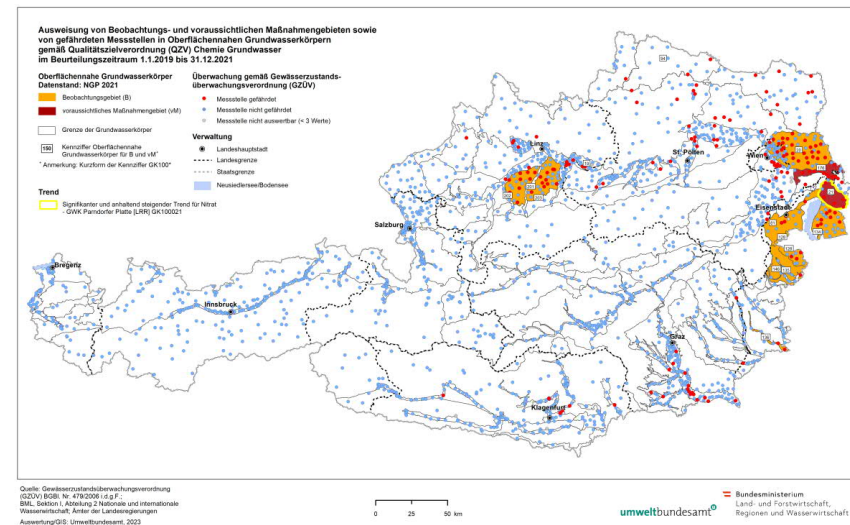 Ausweisung von Beobachtungs- und voraussichtlichen Maßnahmengebieten sowie
von gefährdeten Messstellen in Oberflächennahen Grundwasserkörpern
gemäß Qualitätszielverordnung (QZV) Chemie Grundwasser
im Beurteilungszeitraum 1.1.2019 bis 31.12.2021
Oberflächennahe Grundwasserkörper
Datenstand: NGP 2021
Beobachtungsgebiet (B)
voraussichtliches Maßnahmengebiet (vM)
Grenze der Grundwasserkörper
150
Kennziffer Oberflächennahe
Grundwasserkörper für B und vM*
* Anmerkung: Kurzform der Kennziffer GK100*
Trend
Signifikanter und anhaltend steigender Trend für Nitrat
- GWK Parndorfer Platte [LRR] GK100021
Überwachung gemäß Gewässerzustands-
überwachungsverordnung (GZÜV)
Messstelle gefährdet
Messstelle nicht gefährdet
Messstelle nicht auswertbar (< 3 Werte)
Verwaltung
Landeshauptstadt
Landesgrenze
Staatsgrenze
Neusiedlersee/Bodensee
Linz
St. Pölten
Wien
Eisenstadt
Salzburg
Bregenz
Innsbruck
Graz
Klagenfurt
Quelle: Gewässerzustandsüberwachungsverordnung
(GZÜV) BGBl. Nr. 479/2006 i.d.g.F.;
BML, Sektion I, Abteilung 2 Nationale und internationale
Wasserwirtschaft; Ämter der Landesregierungen
Auswertung/GIS: Umweltbundesamt, 2023
0 25 50 km
umweltbundesamt
Bundesministerium
Land- und Forstwirtschaft,
Regionen und Wasserwirtschaft